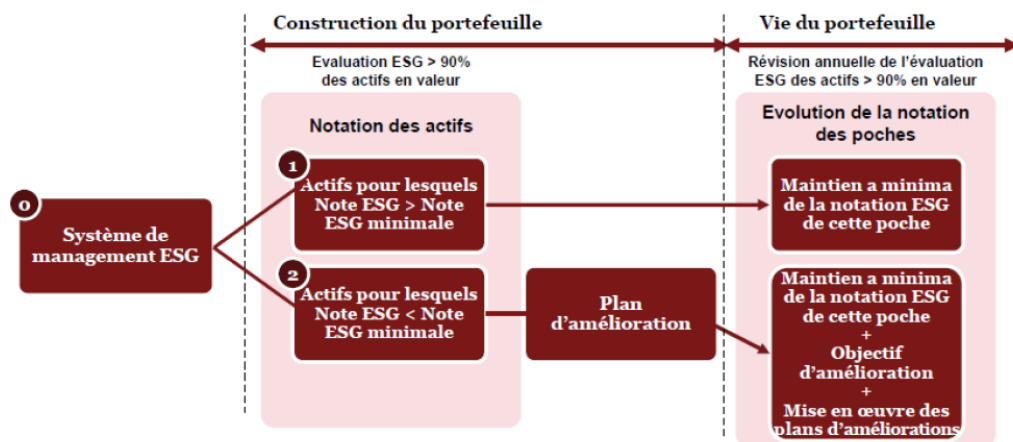 Construction du portefeuille
Vie du portefeuille
Evaluation ESG > 90%
des actifs en valeur
Révision annuelle de l'évaluation
ESG des actifs > 90% en valeur
Notation des actifs
Evolution de la notation
des poches
0
Système de
management ESG
1
Actifs pour lesquels
Note ESG > Note
ESG minimale
Maintien a minima
de la notation ESG
de cette poche
2
Actifs pour lesquels
Note ESG < Note
ESG minimale
Plan
d'amélioration
Maintien a minima
de la notation ESG
de cette poche
+
Objectif
d'amélioration
+
Mise en œuvre des
plans d'améliorations